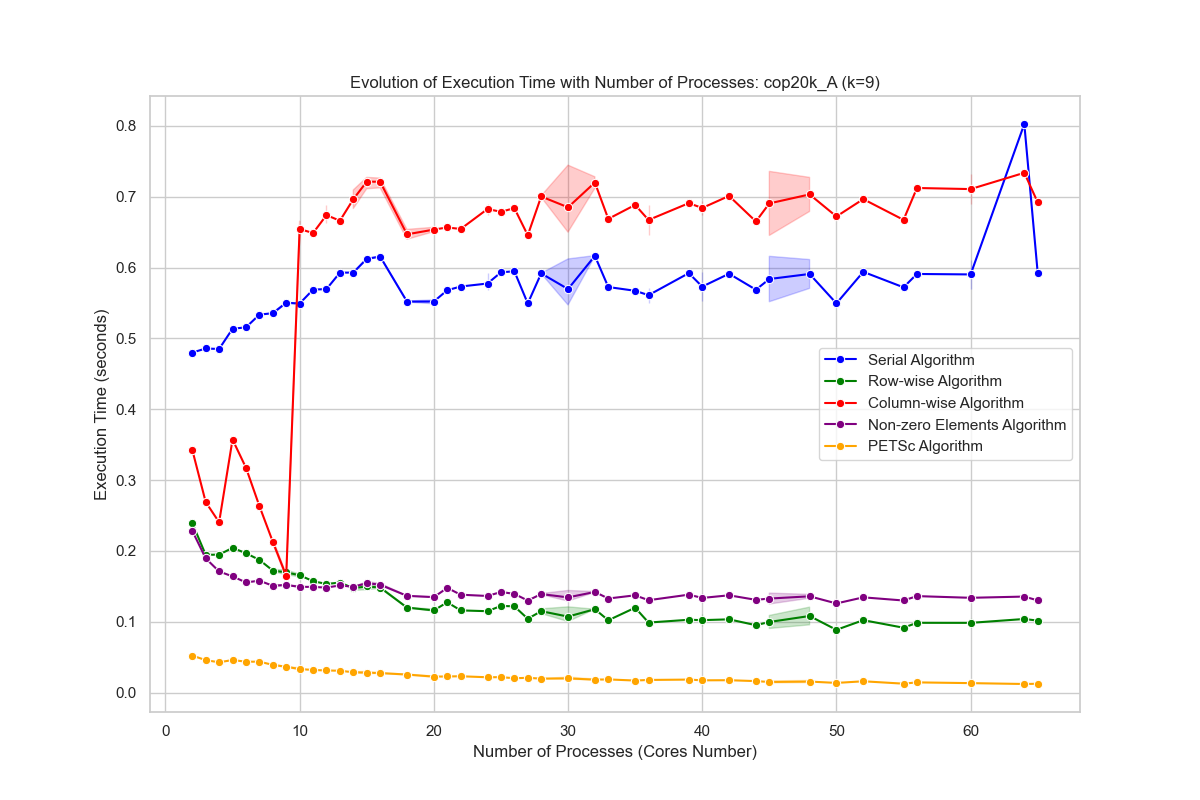 Evolution of Execution Time with Number of Processes: cop20k_A (k=9)
Execution Time (seconds)
0.8
0.7
0.6
0.5
0.4
0.3
0.2
0.1
0.0
Serial Algorithm
Row-wise Algorithm
Column-wise Algorithm
Non-zero Elements Algorithm
PETSc Algorithm
0 10 20 30 40 50 60
Number of Processes (Cores Number)